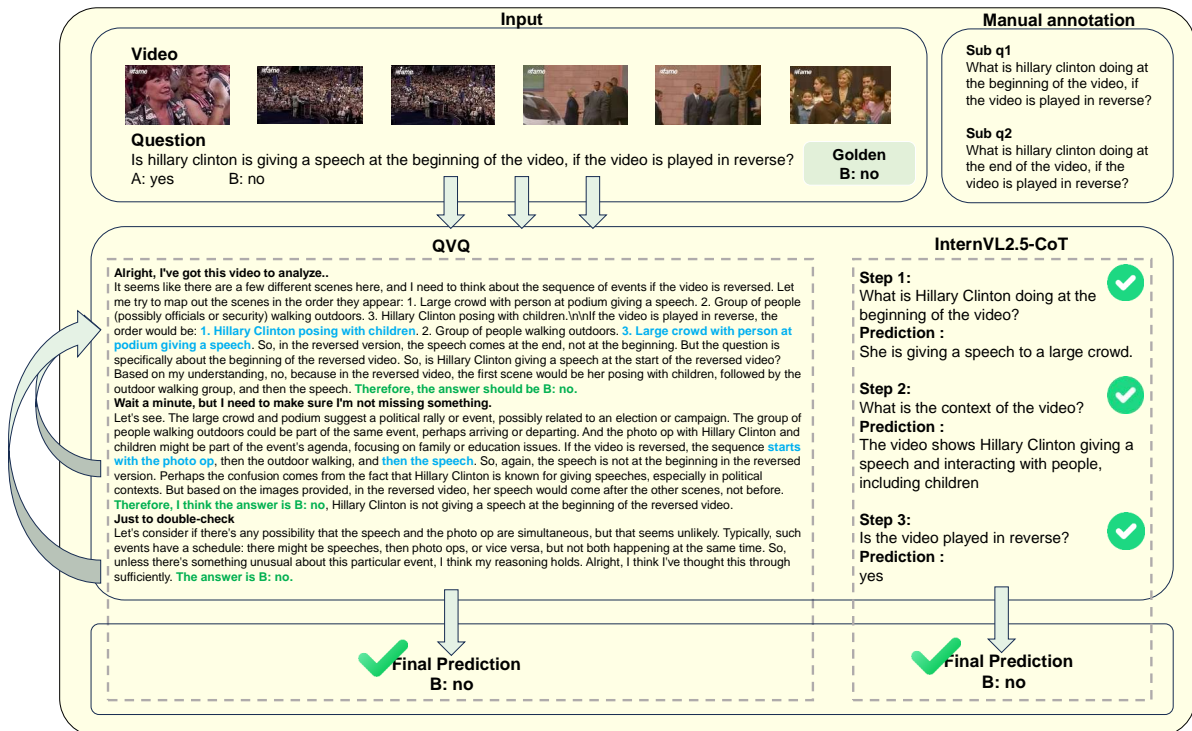 Input
Manual annotation
Video
#fame
#fame
#fame
#fame
#fame
#fame
Question
Is hillary clinton is giving a speech at the beginning of the video, if the video is played in reverse?
A: yes B: no
Golden
B: no
Sub q1
What is hillary clinton doing at
the beginning of the video, if
the video is played in reverse?
Sub q2
What is hillary clinton doing at
the end of the video, if the
video is played in reverse?
QVQ
Alright, I've got this video to analyze..
It seems like there are a few different scenes here, and I need to think about the sequence of events if the video is reversed. Let
me try to map out the scenes in the order they appear: 1. Large crowd with person at podium giving a speech. 2. Group of people
(possibly officials or security) walking outdoors. 3. Hillary Clinton posing with children.\n\nIf the video is played in reverse, the
order would be: 1. Hillary Clinton posing with children. 2. Group of people walking outdoors. 3. Large crowd with person at
podium giving a speech. So, in the reversed version, the speech comes at the end, not at the beginning. But the question is
specifically about the beginning of the reversed video. So, is Hillary Clinton giving a speech at the start of the reversed video?
Based on my understanding, no, because in the reversed video, the first scene would be her posing with children, followed by the
outdoor walking group, and then the speech. Therefore, the answer should be B: no.
Wait a minute, but I need to make sure I'm not missing something.
Let's see. The large crowd and podium suggest a political rally or event, possibly related to an election or campaign. The group of
people walking outdoors could be part of the same event, perhaps arriving or departing. And the photo op with Hillary Clinton and
children might be part of the event's agenda, focusing on family or education issues. If the video is reversed, the sequence starts
with the photo op, then the outdoor walking, and then the speech. So, again, the speech is not at the beginning in the reversed
version. Perhaps the confusion comes from the fact that Hillary Clinton is known for giving speeches, especially in political
contexts. But based on the images provided, in the reversed video, her speech would come after the other scenes, not before.
Therefore, I think the answer is B: no, Hillary Clinton is not giving a speech at the beginning of the reversed video.
Just to double-check
Let's consider if there's any possibility that the speech and the photo op are simultaneous, but that seems unlikely. Typically, such
events have a schedule: there might be speeches, then photo ops, or vice versa, but not both happening at the same time. So,
unless there's something unusual about this particular event, I think my reasoning holds. Alright, I think I've thought this through
sufficiently. The answer is B: no.
InternVL2.5-CoT
Step 1:
What is Hillary Clinton doing at the
beginning of the video?
Prediction :
She is giving a speech to a large crowd.
Step 2:
What is the context of the video?
Prediction :
The video shows Hillary Clinton giving a
speech and interacting with people,
including children
Step 3:
Is the video played in reverse?
Prediction :
yes
Final Prediction
B: no
Final Prediction
B: no